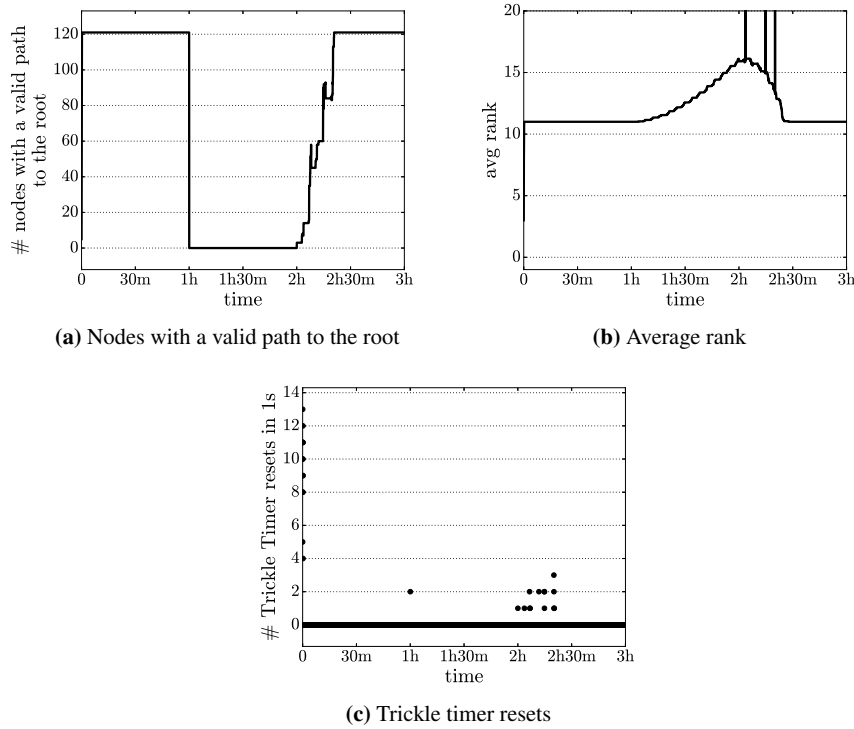 120
100
80
60
40
20
0
# nodes with a valid path
to the root
0 30m 1h 1h30m 2h 2h30m 3h
time
(a) Nodes with a valid path to the root
20
15
10
5
0
avg rank
0 30m 1h 1h30m 2h 2h30m 3h
time
(b) Average rank
14
12
10
8
6
4
2
0
# Trickle Timer resets in 1s
0 30m 1h 1h30m 2h 2h30m 3h
time
(c) Trickle timer resets